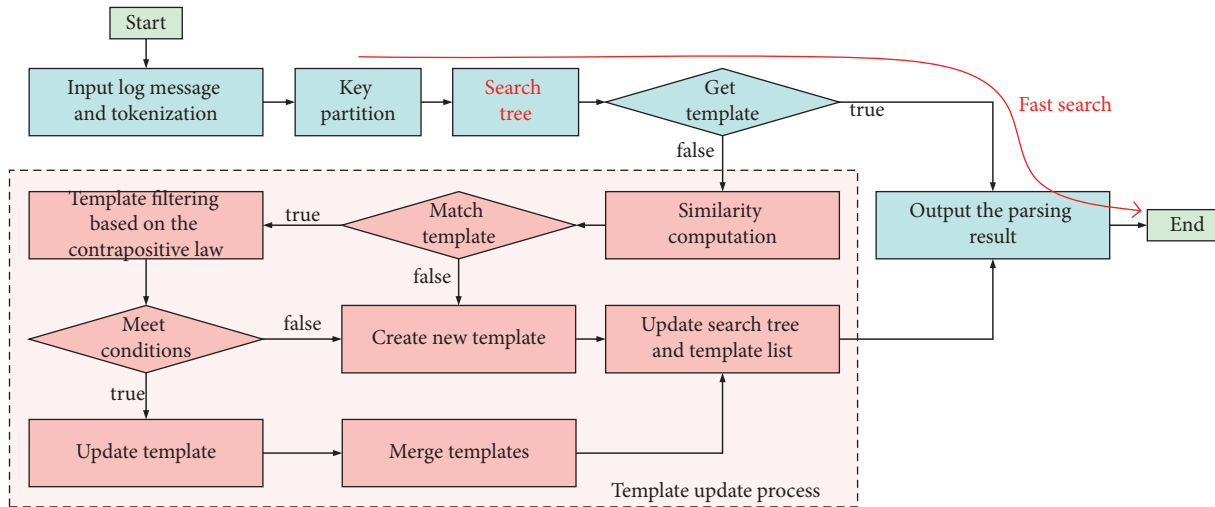 Start
Input log message
and tokenization
Key
partition
Search
tree
Get
template
true
Fast search
false
Template filtering
based on the
contrapositive law
true
Match
template
Similarity
computation
Output the parsing
result
End
false
Meet
conditions
false
Create new template
Update search tree
and template list
true
Update template
Merge templates
Template update process